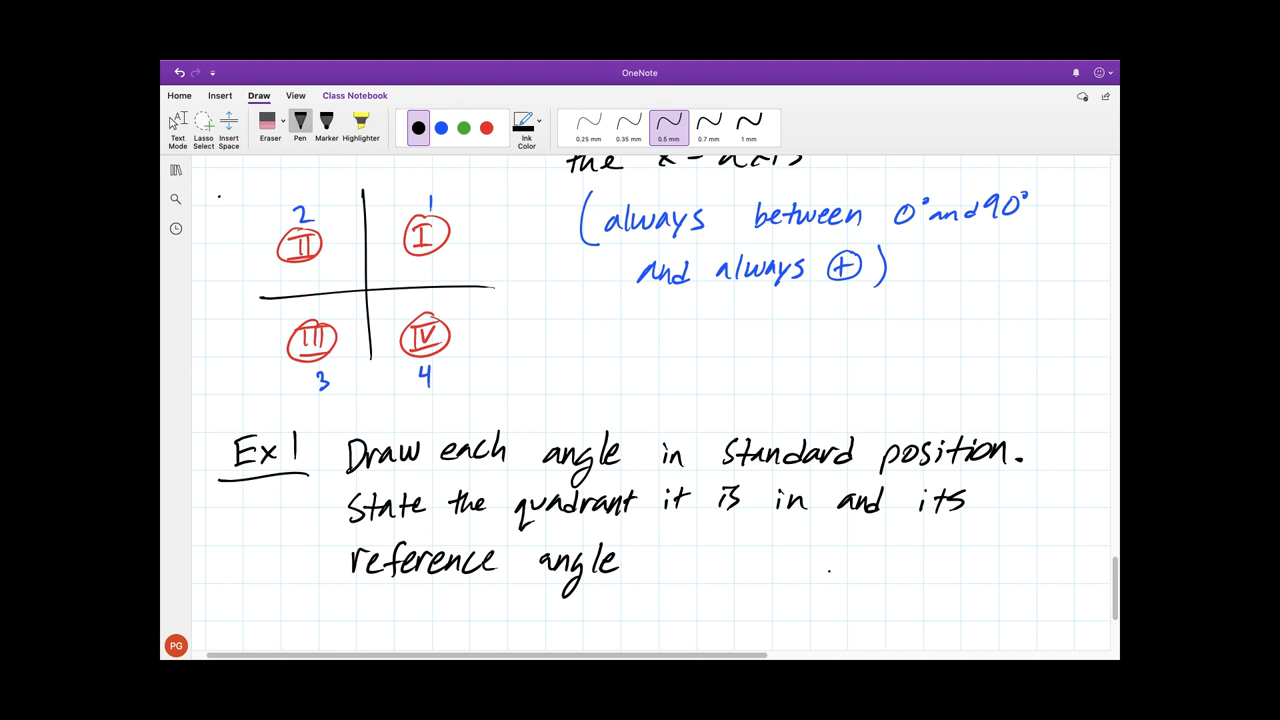 OneNote
Home Insert Draw View Class Notebook
Text Mode
Lasso Select
Insert Space
Eraser
Pen
Marker
Highlighter
Ink Color
0.25 mm 0.35 mm 0.5 mm 0.7 mm 1 mm
the x-axis
2 1
II I
(always between 0° and 90°
and always +)
III IV
3 4
Ex 1 Draw each angle in standard position.
State the quadrant it is in and its
reference angle
PG